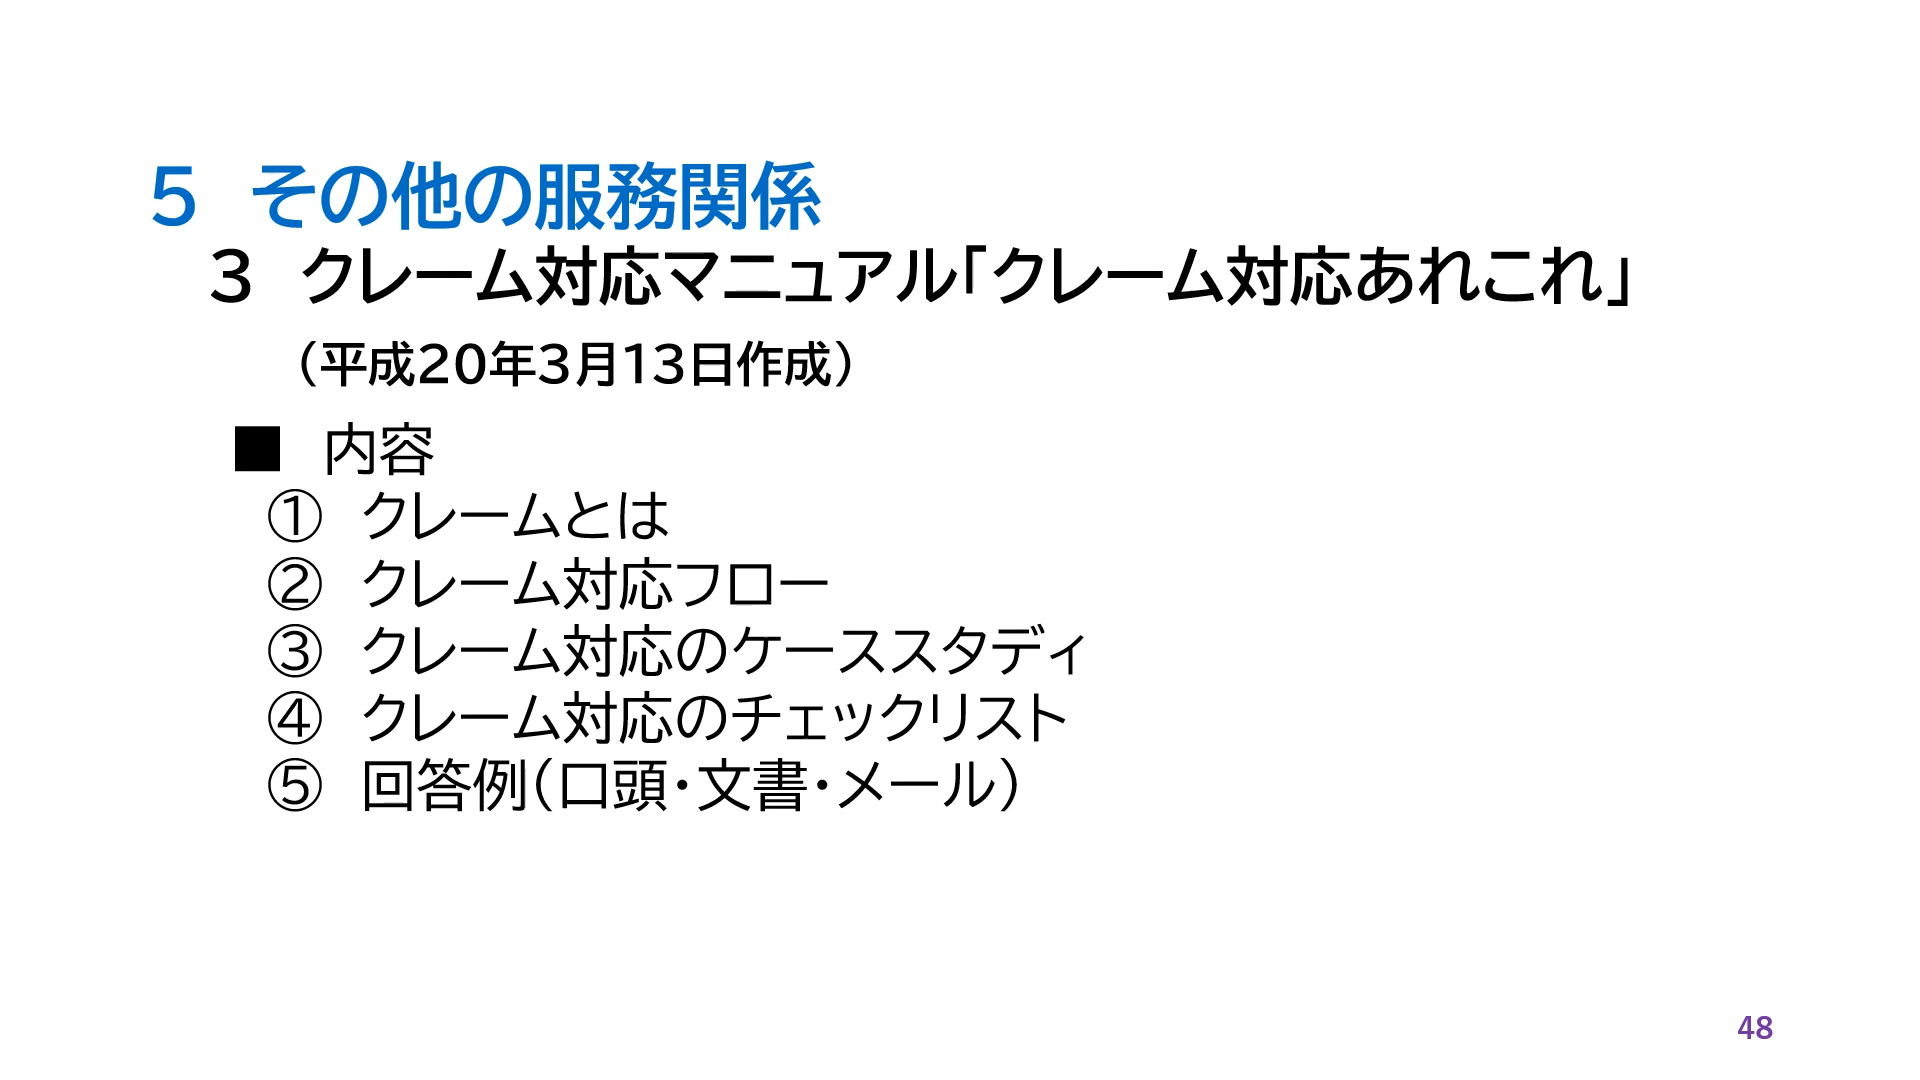 ５　その他の服務関係
３　クレーム対応マニュアル「クレーム対応あれこれ」
（平成２０年３月１３日作成）
■　内容
①　クレームとは
②　クレーム対応フロー
③　クレーム対応のケーススタディ
④　クレーム対応のチェックリスト
⑤　回答例（口頭・文書・メール）
48